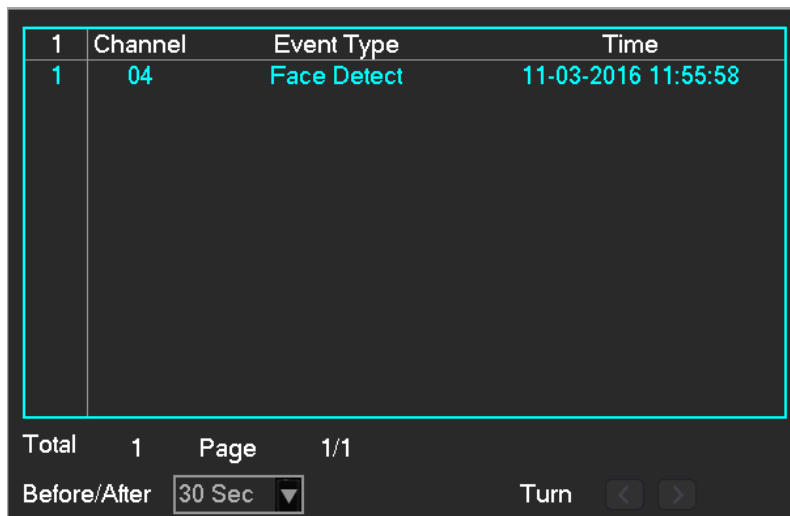 1 Channel Event Type Time
1 04 Face Detect 11-03-2016 11:55:58
Total 1 Page 1/1
Before/After 30 Sec Turn < >